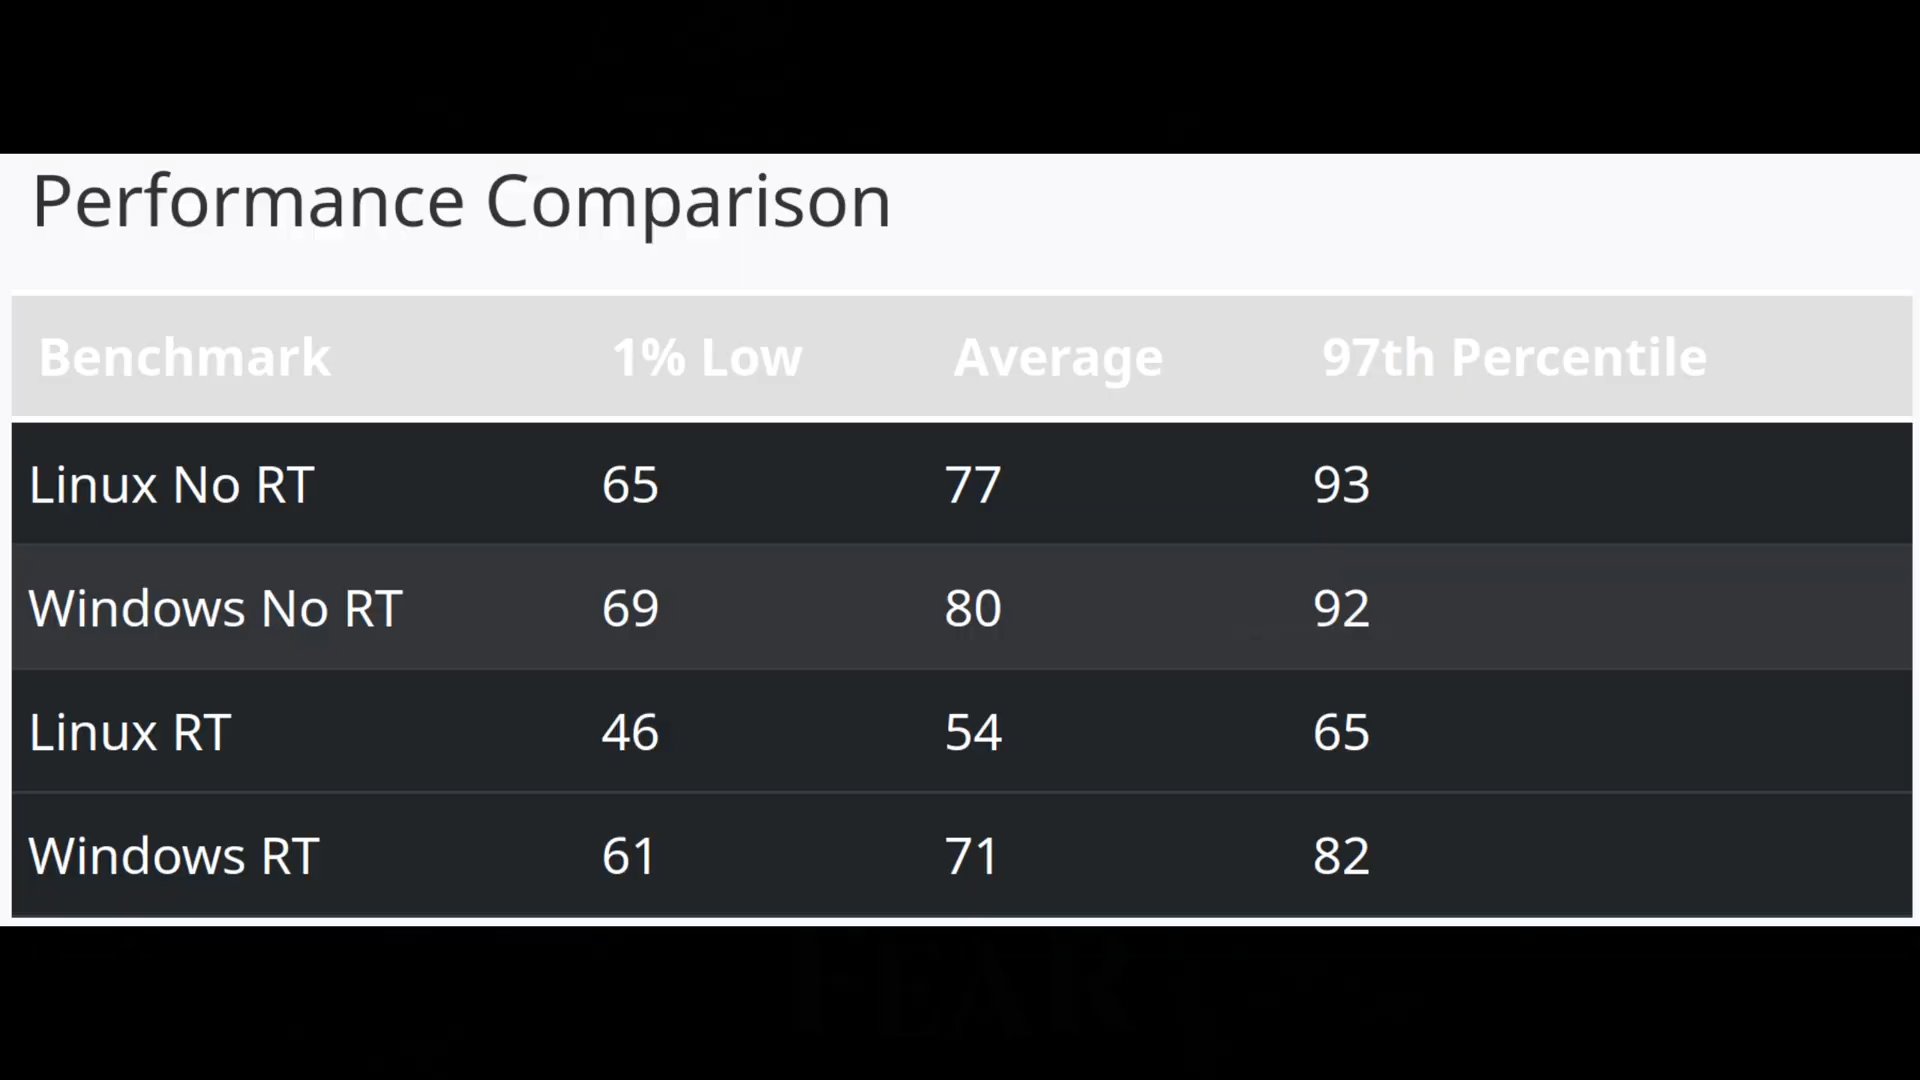 Performance Comparison
Benchmark 1% Low Average 97th Percentile
Linux No RT 65 77 93
Windows No RT 69 80 92
Linux RT 46 54 65
Windows RT 61 71 82
FEAR